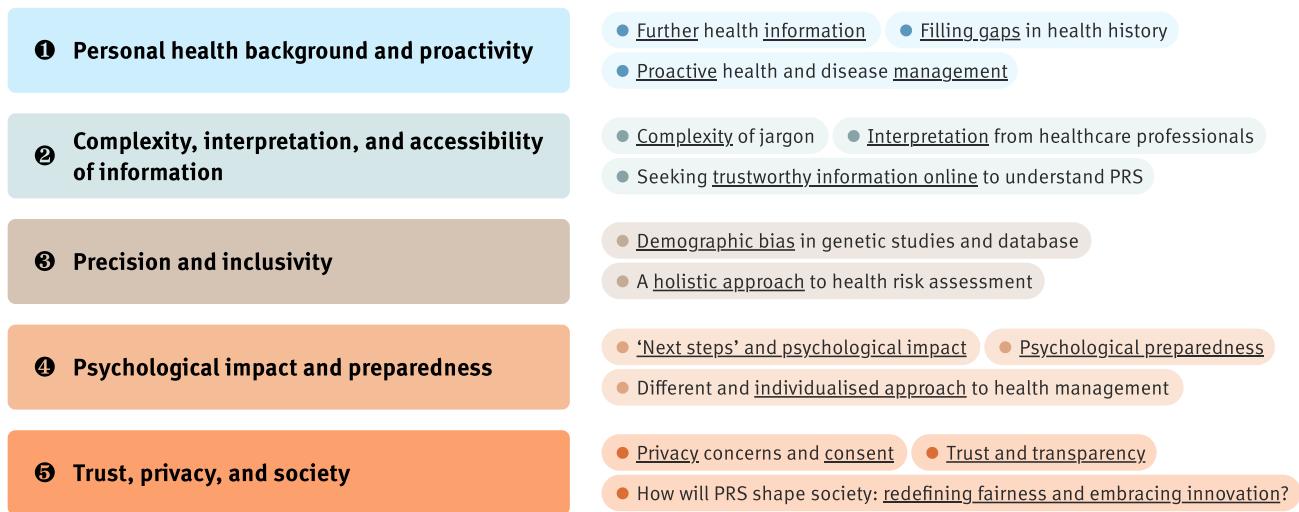 ❶ Personal health background and proactivity
● Further health information ● Filling gaps in health history
● Proactive health and disease management
❷ Complexity, interpretation, and accessibility
of information
● Complexity of jargon ● Interpretation from healthcare professionals
● Seeking trustworthy information online to understand PRS
❸ Precision and inclusivity
● Demographic bias in genetic studies and database
● A holistic approach to health risk assessment
❹ Psychological impact and preparedness
● ‘Next steps’ and psychological impact ● Psychological preparedness
● Different and individualised approach to health management
❺ Trust, privacy, and society
● Privacy concerns and consent ● Trust and transparency
● How will PRS shape society: redefining fairness and embracing innovation?